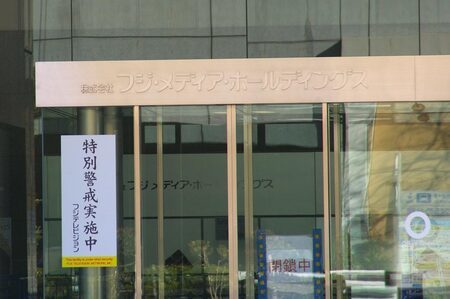 株式会社 フジ・メディア・ホールディングス
特別警戒実施中
フジテレビジョン
フジ・メディア・ホールディングス
閉鎖中